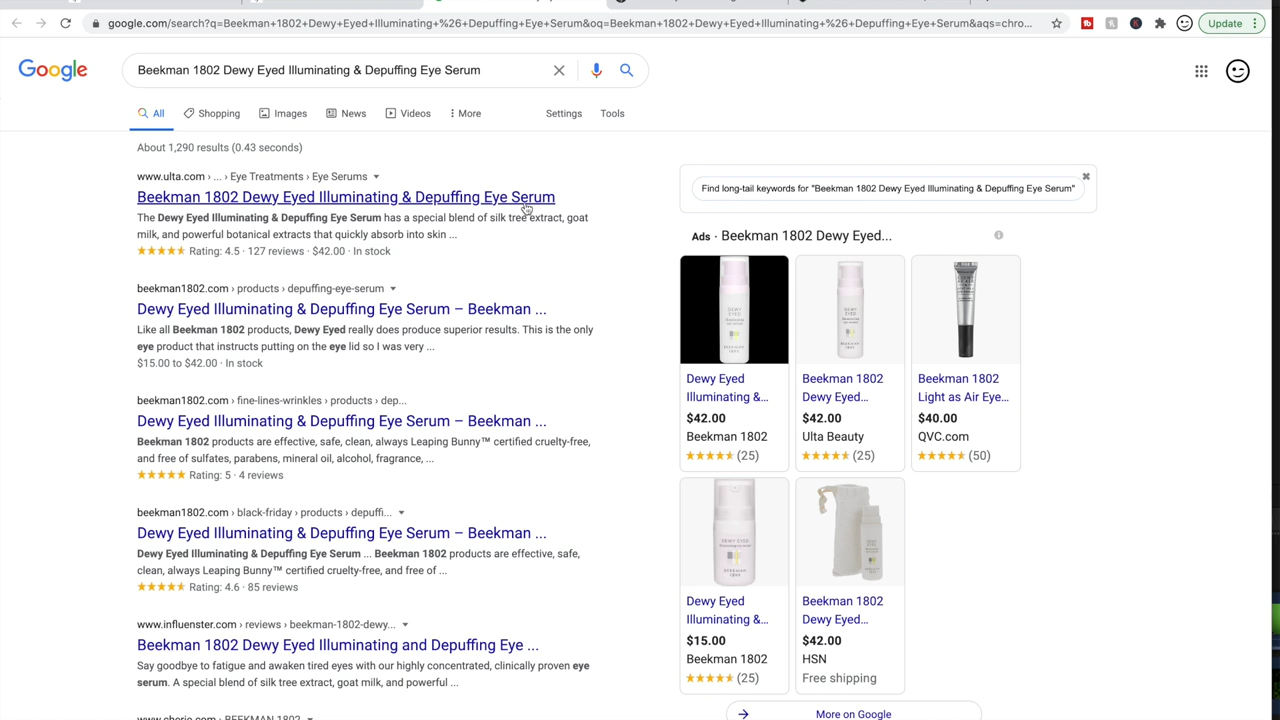 google.com/search?q=Beekman+1802+Dewy+Eyed+Illuminating+%26+Depuffing+Eye+Serum&oq=Beekman+1802+Dewy+Eyed+Illuminating+%26+Depuffing+Eye+Serum&aqs=chro...
Update
Google
Beekman 1802 Dewy Eyed Illuminating & Depuffing Eye Serum
All
Shopping
Images
News
Videos
More
Settings
Tools
About 1,290 results (0.43 seconds)
www.ulta.com › ... › Eye Treatments › Eye Serums
Beekman 1802 Dewy Eyed Illuminating & Depuffing Eye Serum
The Dewy Eyed Illuminating & Depuffing Eye Serum has a special blend of silk tree extract, goat
milk, and powerful botanical extracts that quickly absorb into skin ...
Rating: 4.5 · 127 reviews · $42.00 · In stock
beekman1802.com › products › depuffing-eye-serum
Dewy Eyed Illuminating & Depuffing Eye Serum – Beekman ...
Like all Beekman 1802 products, Dewy Eyed really does produce superior results. This is the only
eye product that instructs putting on the eye lid so I was very ...
$15.00 to $42.00 · In stock
beekman1802.com › fine-lines-wrinkles › products › dep...
Dewy Eyed Illuminating & Depuffing Eye Serum – Beekman ...
Beekman 1802 products are effective, safe, clean, always Leaping Bunny™ certified cruelty-free,
and free of sulfates, parabens, mineral oil, alcohol, fragrance, ...
Rating: 5 · 4 reviews
beekman1802.com › black-friday › products › depuffi...
Dewy Eyed Illuminating & Depuffing Eye Serum – Beekman ...
Dewy Eyed Illuminating & Depuffing Eye Serum ... Beekman 1802 products are effective, safe,
clean, always Leaping Bunny™ certified cruelty-free, and free of ...
Rating: 4.6 · 85 reviews
www.influenster.com › reviews › beekman-1802-dewy...
Beekman 1802 Dewy Eyed Illuminating and Depuffing Eye ...
Say goodbye to fatigue and awaken tired eyes with our highly concentrated, clinically proven eye
serum. A special blend of silk tree extract, goat milk, and powerful ...
www.cherie.com › BEEKMAN 1802
Find long-tail keywords for "Beekman 1802 Dewy Eyed Illuminating & Depuffing Eye Serum"
Ads · Beekman 1802 Dewy Eyed...
DEWY EYED
DEWY EYED
Dewy Eyed
Illuminating &...
$42.00
Beekman 1802
(25)
Beekman 1802
Dewy Eyed...
$42.00
Ulta Beauty
(25)
Beekman 1802
Light as Air Eye...
$40.00
QVC.com
(50)
DEWY EYED
DEWY EYED
Dewy Eyed
Illuminating &...
$15.00
Beekman 1802
(25)
Beekman 1802
Dewy Eyed...
$42.00
HSN
Free shipping
More on Google